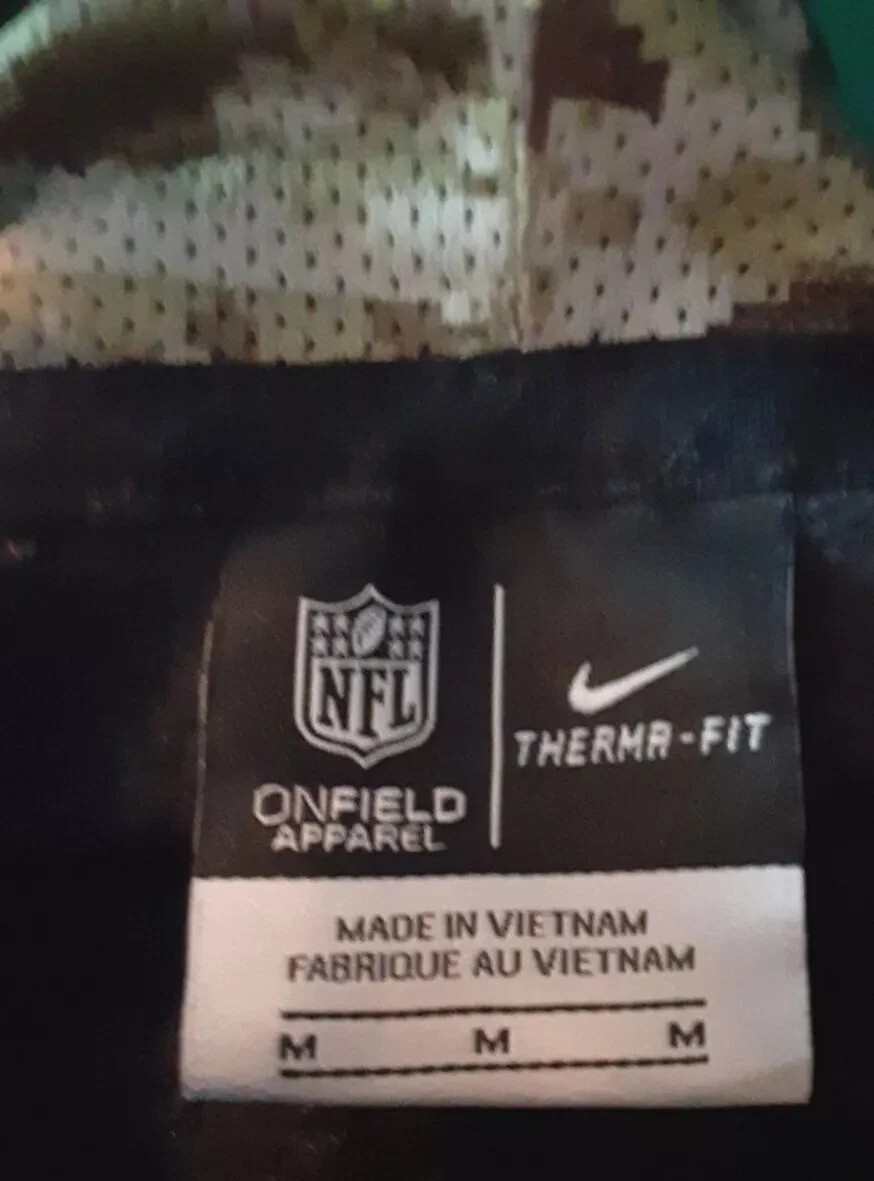 NFL
ONFIELD
APPAREL
THERMA-FIT
MADE IN VIETNAM
FABRIQUE AU VIETNAM
M M M